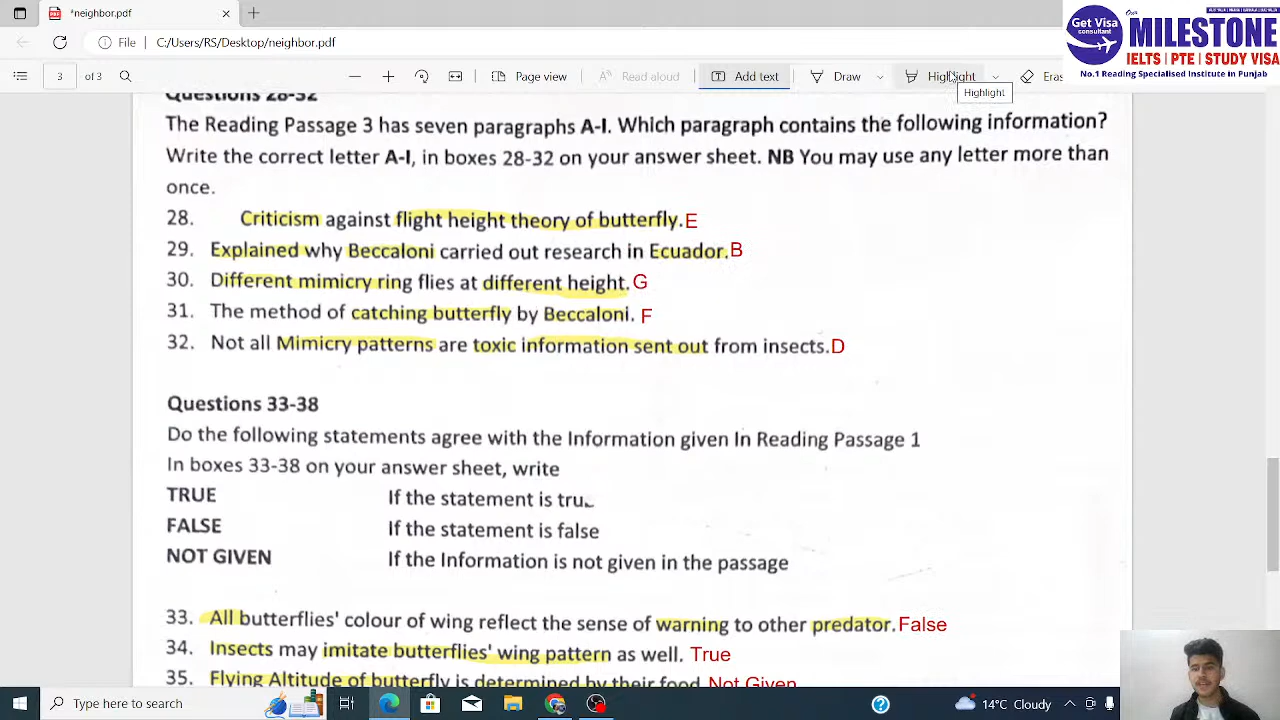 *neighbor.pdf
File
C:/Users/RS/Desktop/neighbor.pdf
Get Visa
consultant
Our
MILESTONE
IELTS | PTE | STUDY VISA
No.1 Reading Specialised Institute in Punjab
3 of 3
Page view
Read aloud
Add text
Draw
Highlight
Eras
Highlight
Questions 28-32
The Reading Passage 3 has seven paragraphs A-I. Which paragraph contains the following information?
Write the correct letter A-I, in boxes 28-32 on your answer sheet. NB You may use any letter more than
once.
28. Criticism against flight height theory of butterfly. E
29. Explained why Beccaloni carried out research in Ecuador. B
30. Different mimicry ring flies at different height. G
31. The method of catching butterfly by Beccaloni. F
32. Not all Mimicry patterns are toxic information sent out from insects. D
Questions 33-38
Do the following statements agree with the Information given In Reading Passage 1
In boxes 33-38 on your answer sheet, write
TRUE If the statement is true
FALSE If the statement is false
NOT GIVEN If the Information is not given in the passage
33. All butterflies' colour of wing reflect the sense of warning to other predator. False
34. Insects may imitate butterflies' wing pattern as well. True
35. Flying Altitude of butterfly is determined by their food Not Given
Type here to search
14°C Cloudy